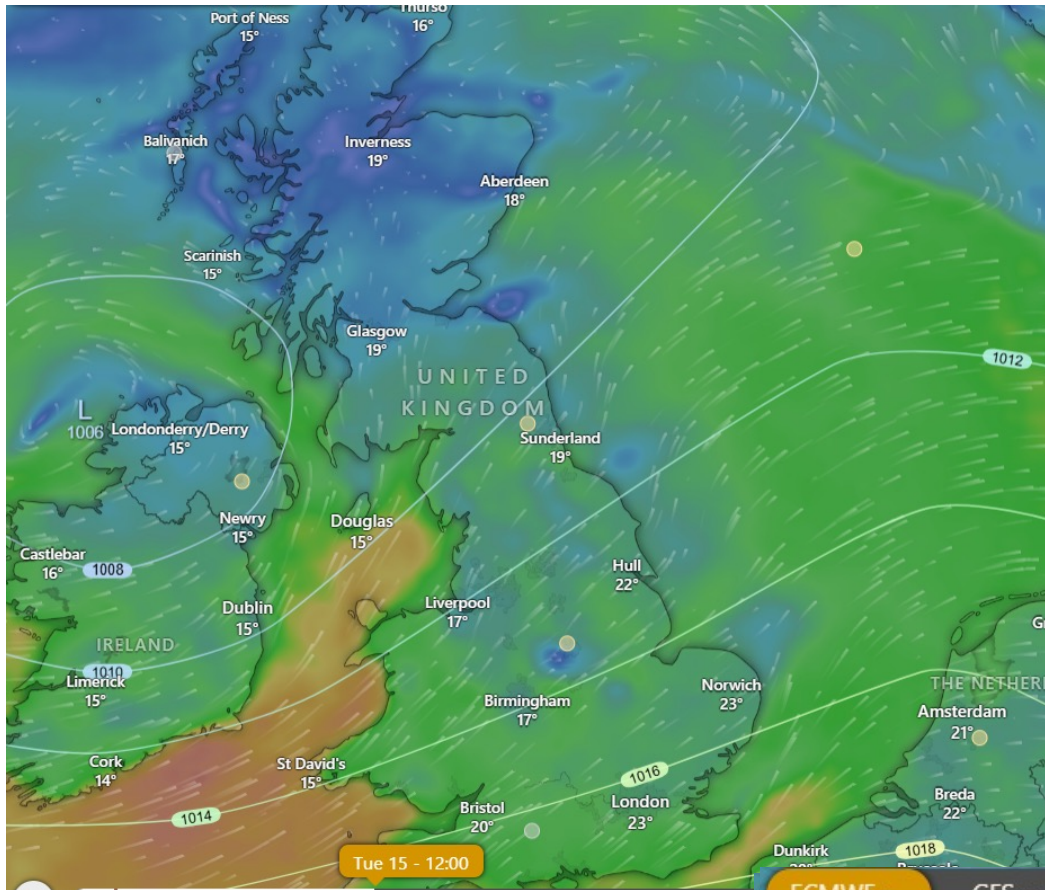 Port of Ness
15°
Thurso
16°
Balivanich
17°
Inverness
19°
Aberdeen
18°
Scarinish
15°
Glasgow
19°
UNITED
KINGDOM
1012
L
1006
Londonderry/Derry
15°
Sunderland
19°
Newry
15°
Douglas
15°
Castlebar
16°
1008
Hull
22°
Dublin
15°
Liverpool
17°
IRELAND
1010
Limerick
15°
Birmingham
17°
Norwich
23°
THE NETHERI
Amsterdam
21°
Cork
14°
St David's
15°
1016
1014
Bristol
20°
London
23°
Breda
22°
Dunkirk
1018
Tue 15 - 12:00
ECMWF
GFS